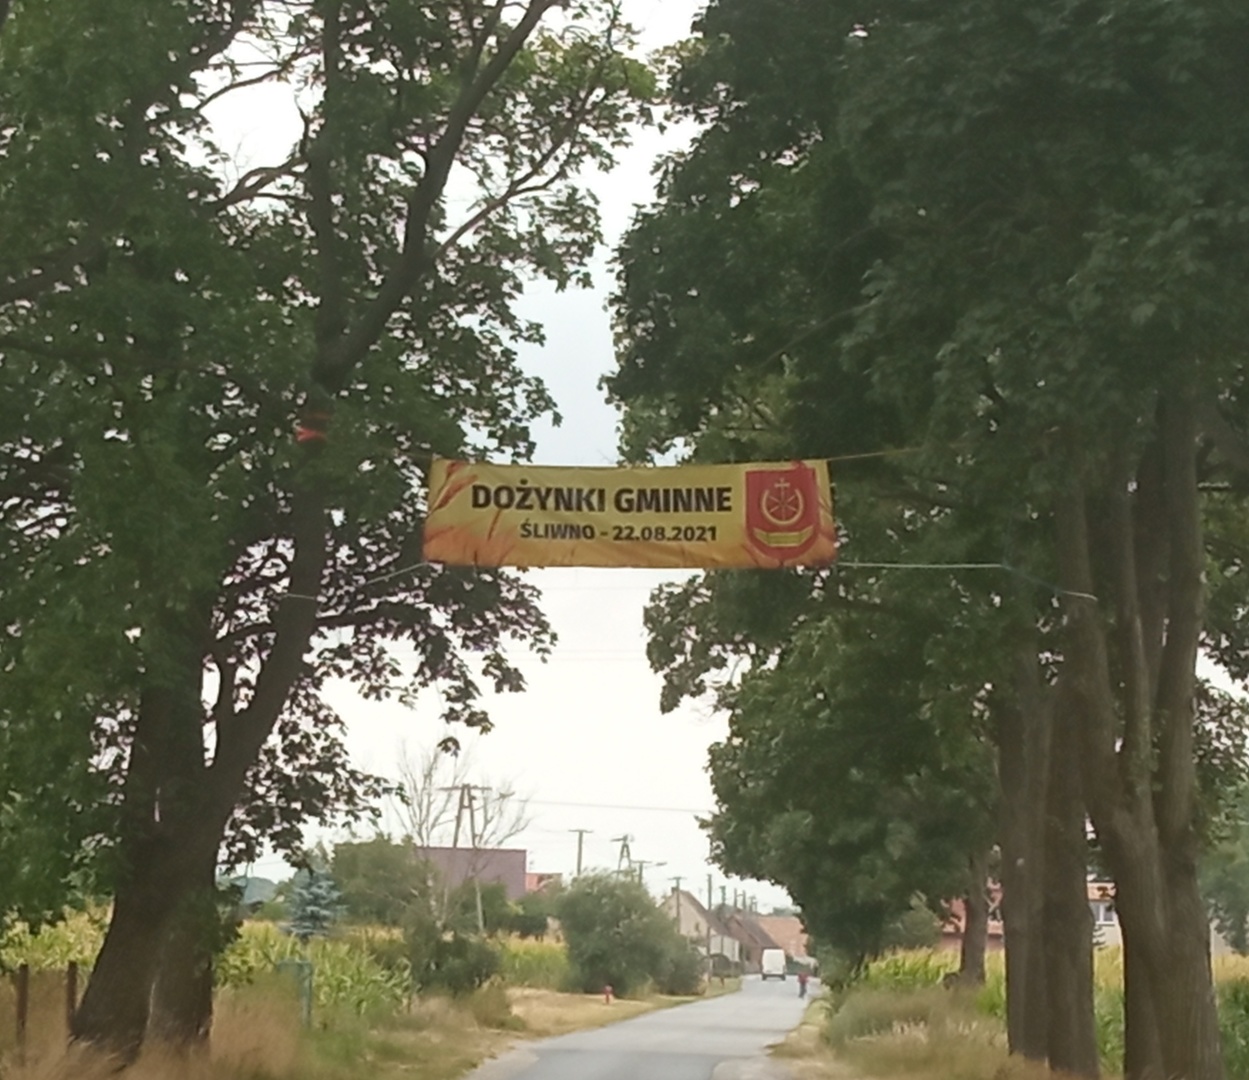 DOŻYNKI GMINNE
ŚLIWNO - 22.08.2021